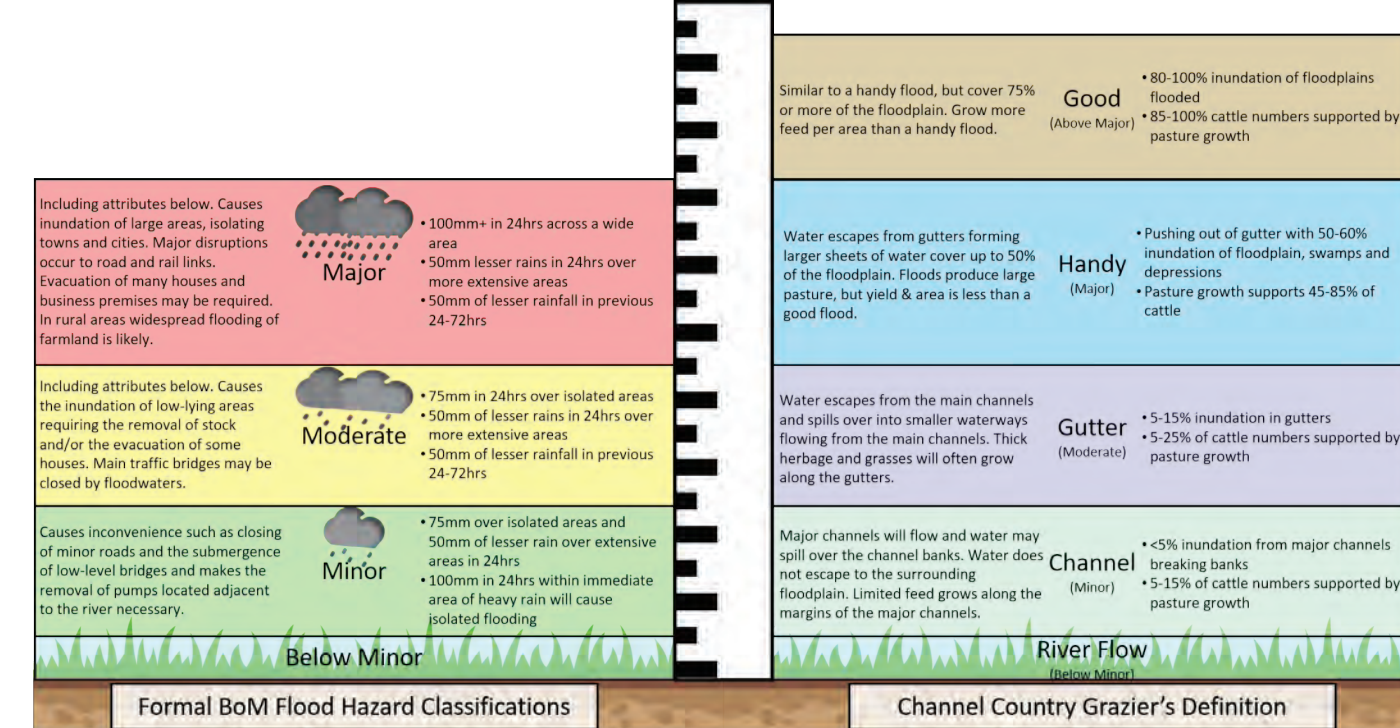 Including attributes below. Causes
inundation of large areas, isolating
towns and cities. Major disruptions
occur to road and rail links.
Evacuation of many houses and
business premises may be required.
In rural areas widespread flooding of
farmland is likely.
Major
• 100mm+ in 24hrs across a wide
area
• 50mm lesser rains in 24hrs over
more extensive areas
• 50mm of lesser rainfall in previous
24-72hrs
Including attributes below. Causes
the inundation of low-lying areas
requiring the removal of stock
and/or the evacuation of some
houses. Main traffic bridges may be
closed by floodwaters.
Moderate
• 75mm in 24hrs over isolated areas
• 50mm of lesser rains in 24hrs over
more extensive areas
• 50mm of lesser rainfall in previous
24-72hrs
Causes inconvenience such as closing
of minor roads and the submergence
of low-level bridges and makes the
removal of pumps located adjacent
to the river necessary.
Minor
• 75mm over isolated areas and
50mm of lesser rain over extensive
areas in 24hrs
• 100mm in 24hrs within immediate
area of heavy rain will cause
isolated flooding
Below Minor
Formal BoM Flood Hazard Classifications
Similar to a handy flood, but cover 75%
or more of the floodplain. Grow more
feed per area than a handy flood.
Good
(Above Major)
• 80-100% inundation of floodplains
flooded
• 85-100% cattle numbers supported by
pasture growth
Water escapes from gutters forming
larger sheets of water cover up to 50%
of the floodplain. Floods produce large
pasture, but yield & area is less than a
good flood.
Handy
(Major)
• Pushing out of gutter with 50-60%
inundation of floodplain, swamps and
depressions
• Pasture growth supports 45-85% of
cattle
Water escapes from the main channels
and spills over into smaller waterways
flowing from the main channels. Thick
herbage and grasses will often grow
along the gutters.
Gutter
(Moderate)
• 5-15% inundation in gutters
• 5-25% of cattle numbers supported by
pasture growth
Major channels will flow and water may
spill over the channel banks. Water does
not escape to the surrounding
floodplain. Limited feed grows along the
margins of the major channels.
Channel
(Minor)
• <5% inundation from major channels
breaking banks
• 5-15% of cattle numbers supported by
pasture growth
River Flow
(Below Minor)
Channel Country Grazier's Definition